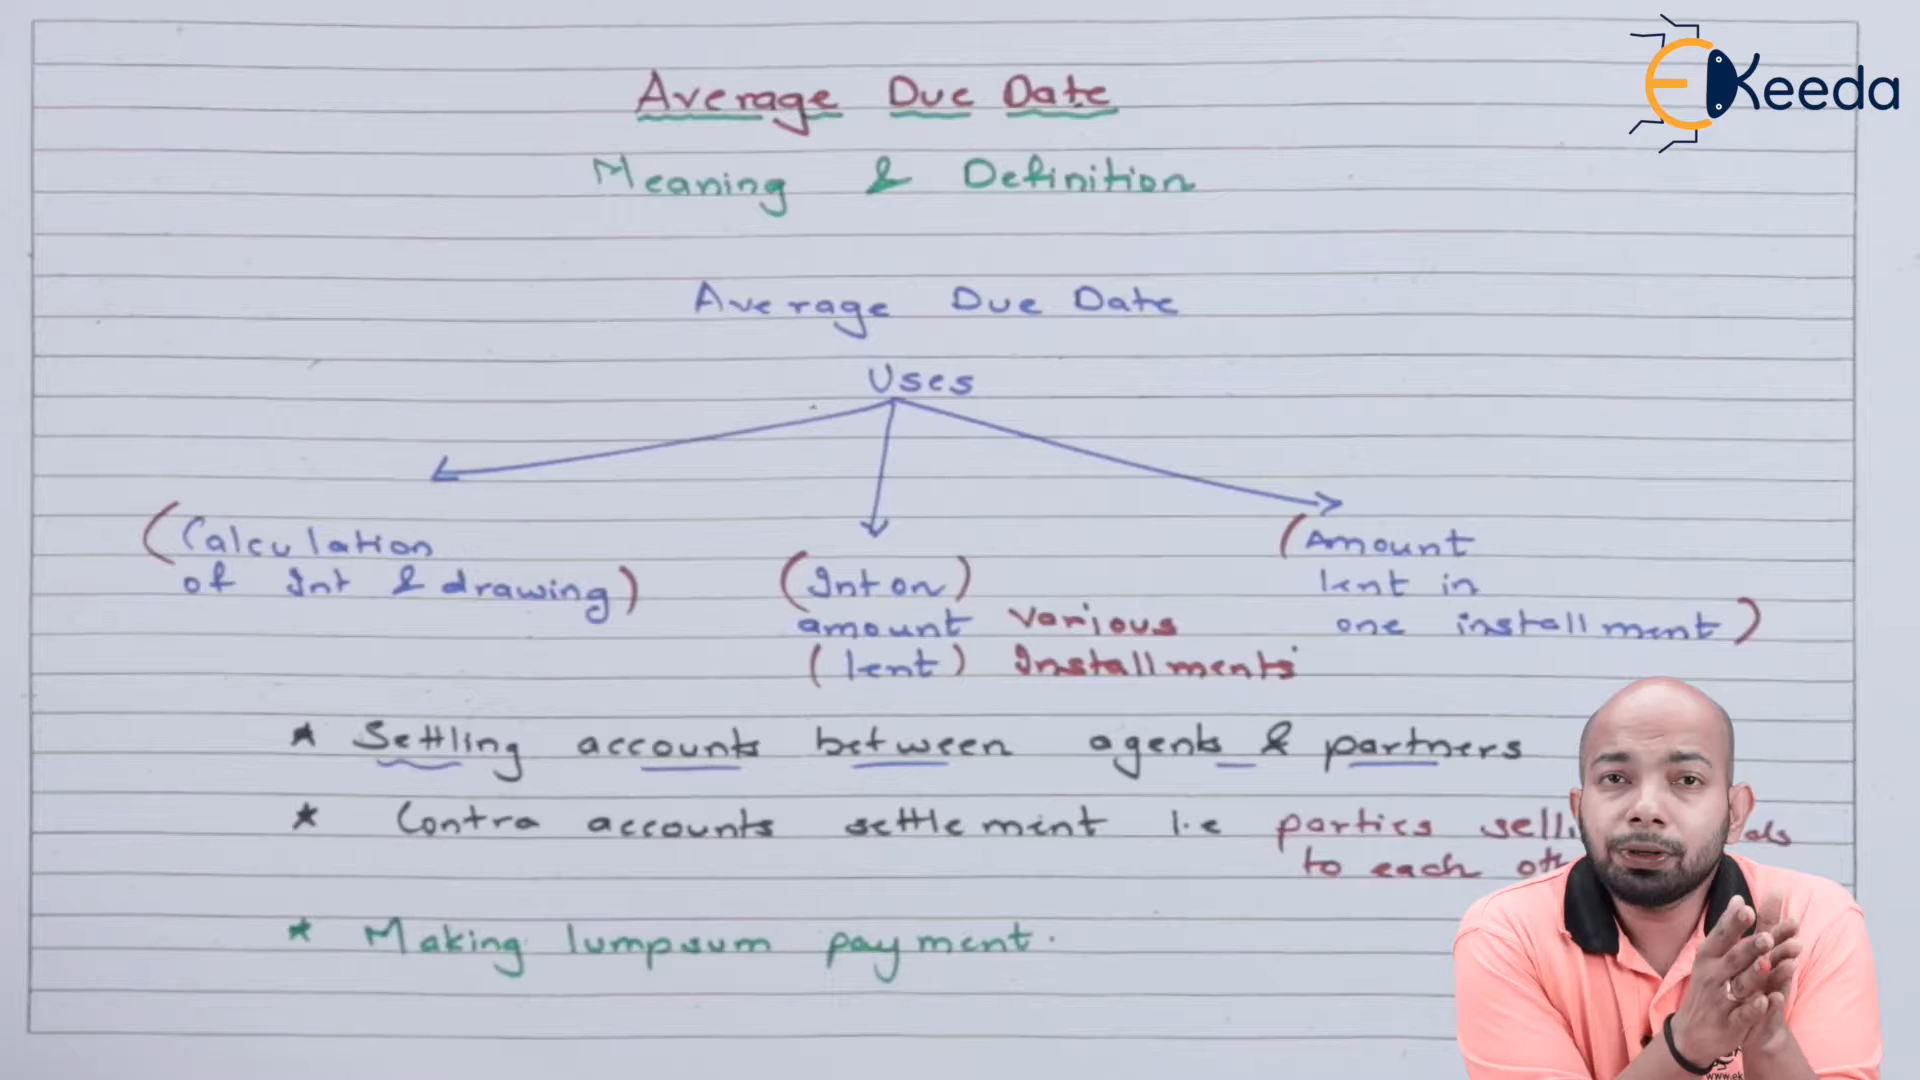 EKeeda
Average Due Date
Meaning & Definition
Average Due Date
Uses
(Calculation
of Int & drawing)
(Int on)
amount various
(lent) Installments
(Amount
lent in
one installment)
★ Settling accounts between agents & partners
★ Contra accounts settlement i.e parties
to each
★ Making lumpsum payment.